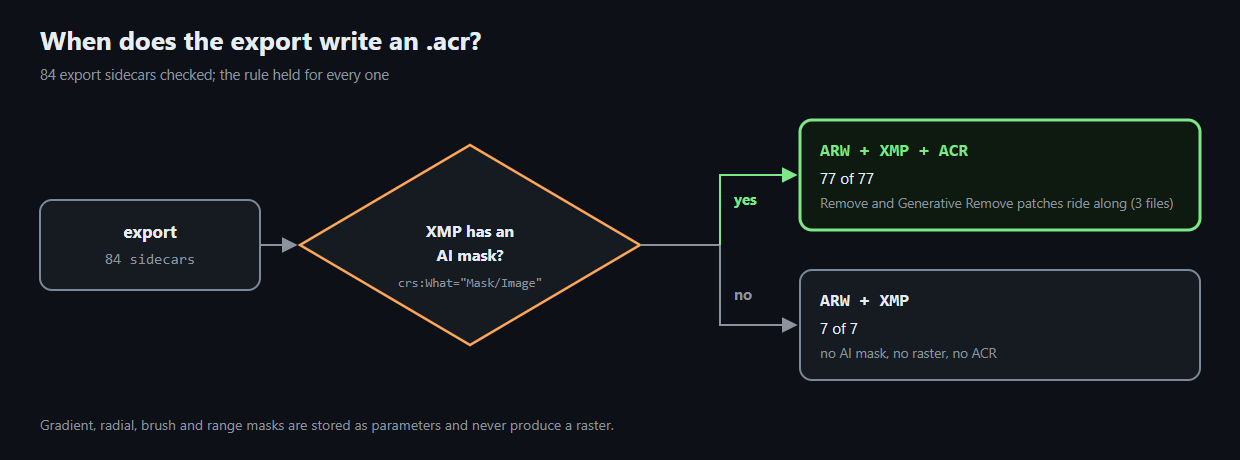 When does the export write an .acr?
84 export sidecars checked; the rule held for every one
export
84 sidecars
XMP has an
AI mask?
crs:What="Mask/Image"
yes
no
ARW + XMP + ACR
77 of 77
Remove and Generative Remove patches ride along (3 files)
ARW + XMP
7 of 7
no AI mask, no raster, no ACR
Gradient, radial, brush and range masks are stored as parameters and never produce a raster.